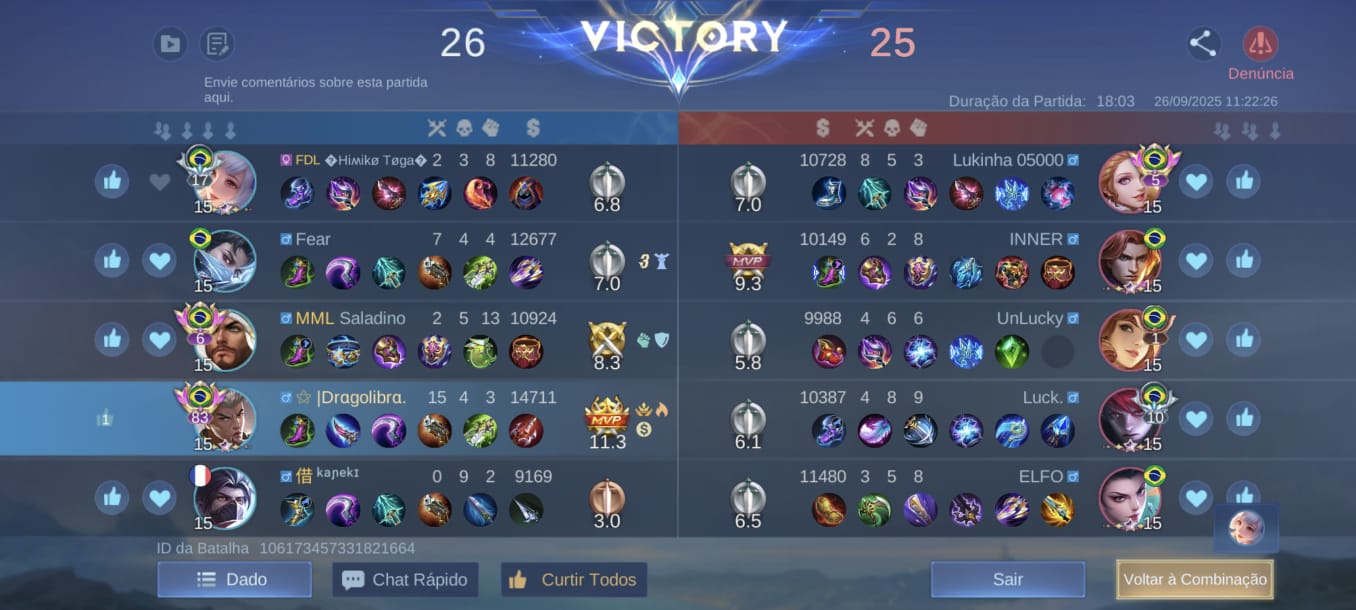 26 VICTORY 25
Denúncia
Envie comentários sobre esta partida
aqui.
Duração da Partida: 18:03 26/09/2025 11:22:26
FDL �Hiмikø Tøga� 2 3 8 11280
17
15
6.8
7.0
10728 8 5 3 Lukinha 05000
5
15
Fear 7 4 4 12677
15
7.0
3
MVP
9.3
10149 6 2 8 INNER
15
MML Saladino 2 5 13 10924
6
15
8.3
5.8
9988 4 6 6 UnLucky
1
15
1
☆ |Dragolibra. 15 4 3 14711
83
15
MVP
11.3
6.1
10387 4 8 9 Luck.
10
15
借 ᵏᵃᶇᵉᵏᶦ 0 9 2 9169
15
3.0
6.5
11480 3 5 8 ELFO
15
ID da Batalha 106173457331821664
Dado
Chat Rápido
Curtir Todos
Sair
Voltar à Combinação